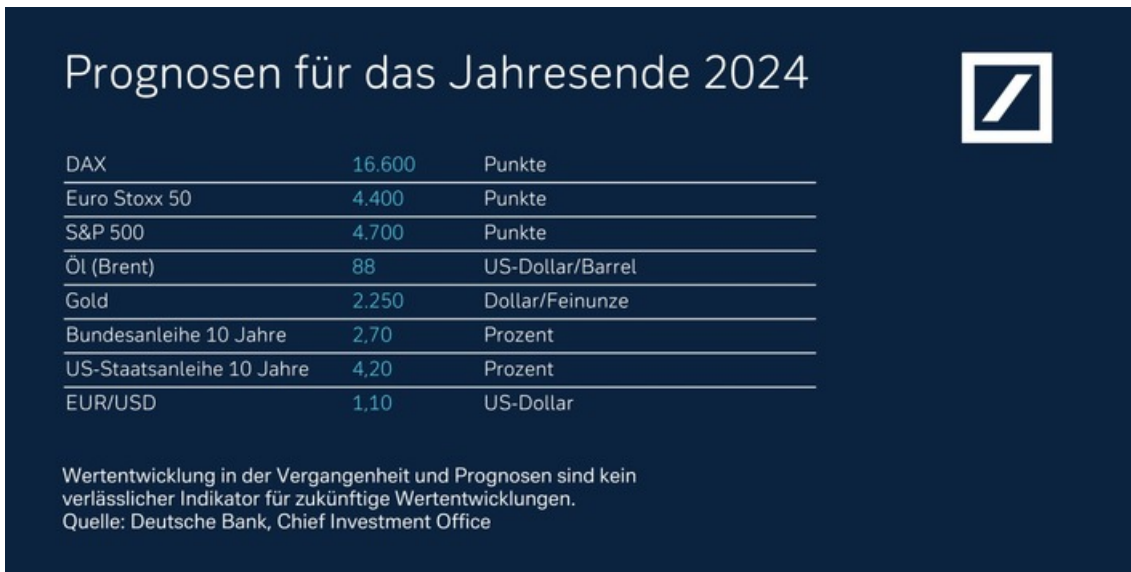 Prognosen für das Jahresende 2024
DAX 16.600 Punkte
Euro Stoxx 50 4.400 Punkte
S&P 500 4.700 Punkte
Öl (Brent) 88 US-Dollar/Barrel
Gold 2.250 Dollar/Feinunze
Bundesanleihe 10 Jahre 2,70 Prozent
US-Staatsanleihe 10 Jahre 4,20 Prozent
EUR/USD 1,10 US-Dollar
Wertentwicklung in der Vergangenheit und Prognosen sind kein
verlässlicher Indikator für zukünftige Wertentwicklungen.
Quelle: Deutsche Bank, Chief Investment Office